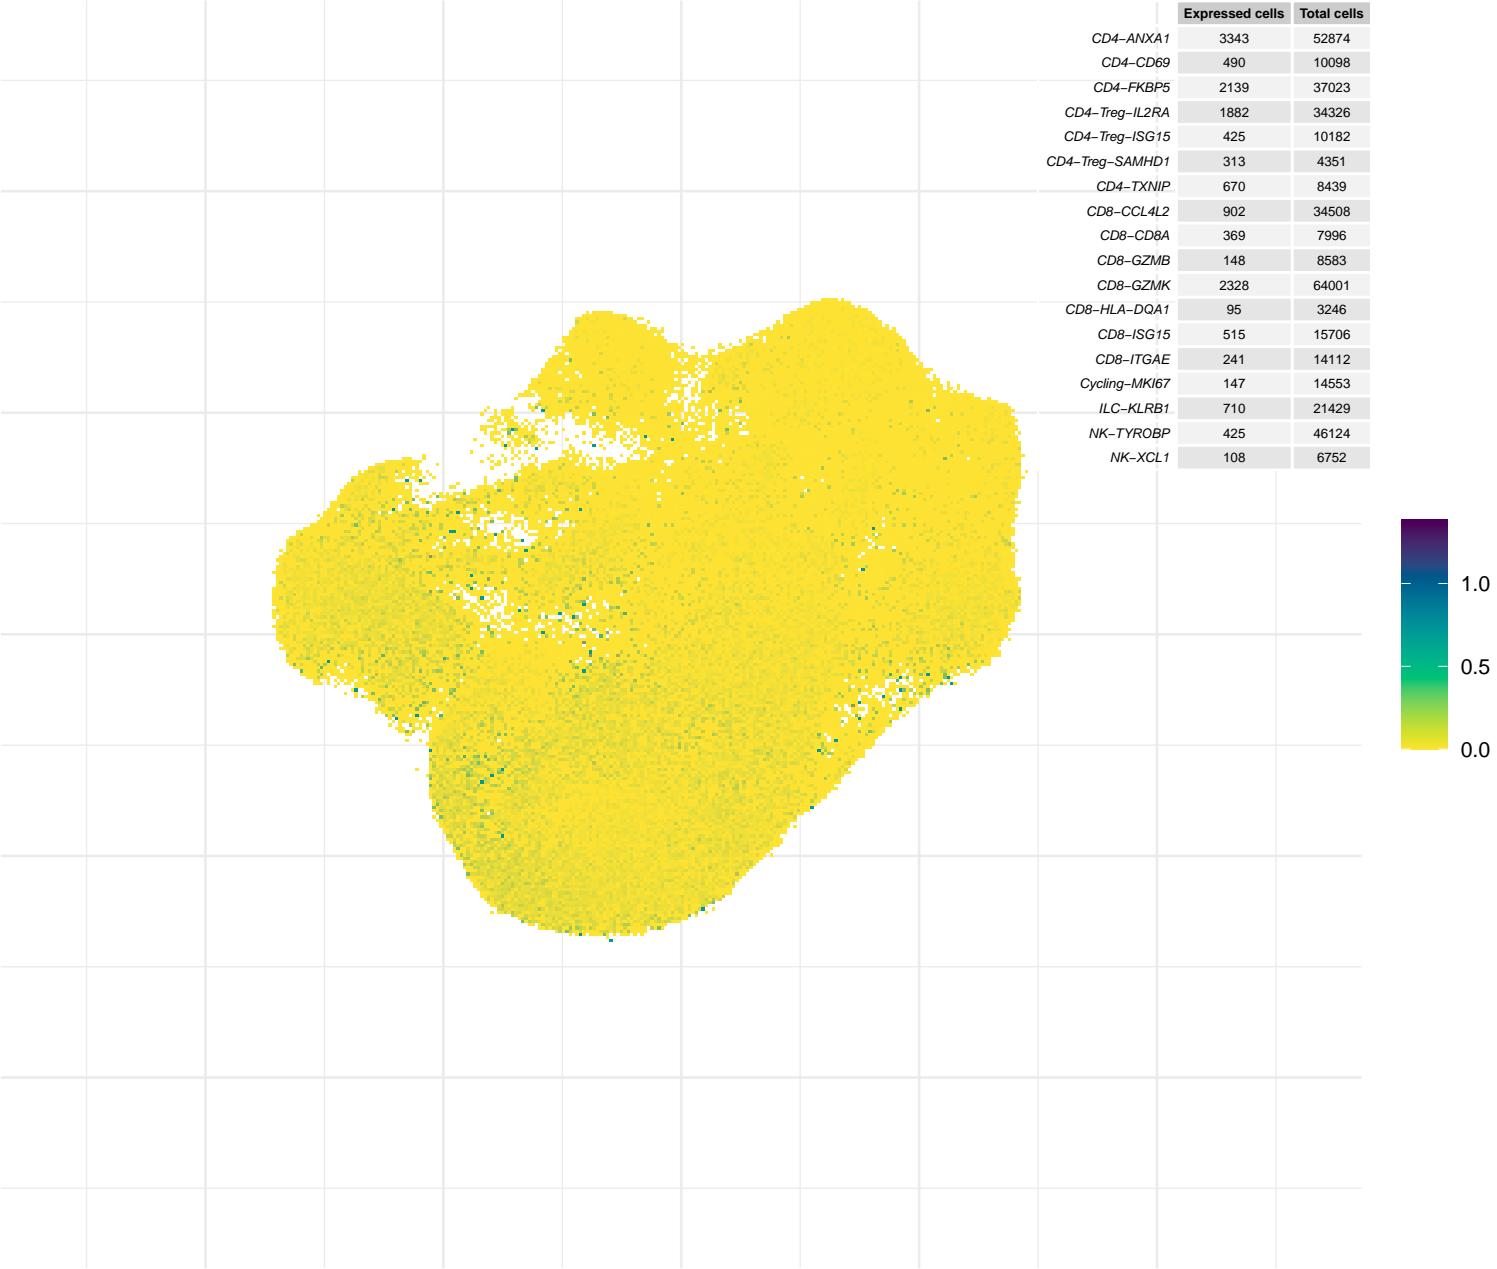 Expressed cells Total cells
CD4−ANXA1 3343 52874
CD4−CD69 490 10098
CD4−FKBP5 2139 37023
CD4−Treg−IL2RA 1882 34326
CD4−Treg−ISG15 425 10182
CD4−Treg−SAMHD1 313 4351
CD4−TXNIP 670 8439
CD8−CCL4L2 902 34508
CD8−CD8A 369 7996
CD8−GZMB 148 8583
CD8−GZMK 2328 64001
CD8−HLA−DQA1 95 3246
CD8−ISG15 515 15706
CD8−ITGAE 241 14112
Cycling−MKI67 147 14553
ILC−KLRB1 710 21429
NK−TYROBP 425 46124
NK−XCL1 108 6752
1.0
0.5
0.0